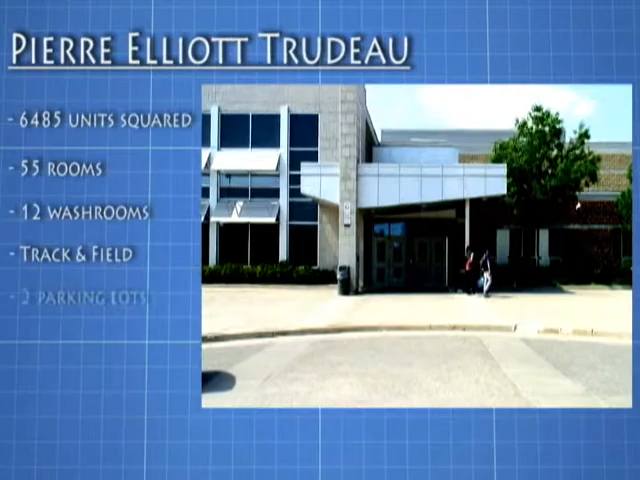 Pierre Elliott Trudeau
- 6485 units squared
- 55 rooms
- 12 washrooms
- Track & Field
- 2 parking lots